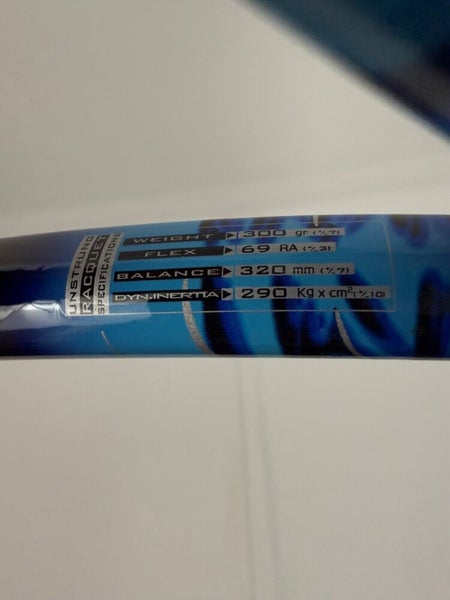 UNSTRUNG
RACQUET
SPECIFICATIONS
WEIGHT ▶ 300 gr (⁺/₋7)
FLEX ▶ 69 RA (⁺/₋3)
BALANCE ▶ 320 mm (⁺/₋7)
DYN.INERTIA ▶ 290 Kg x cm² (⁺/₋10)